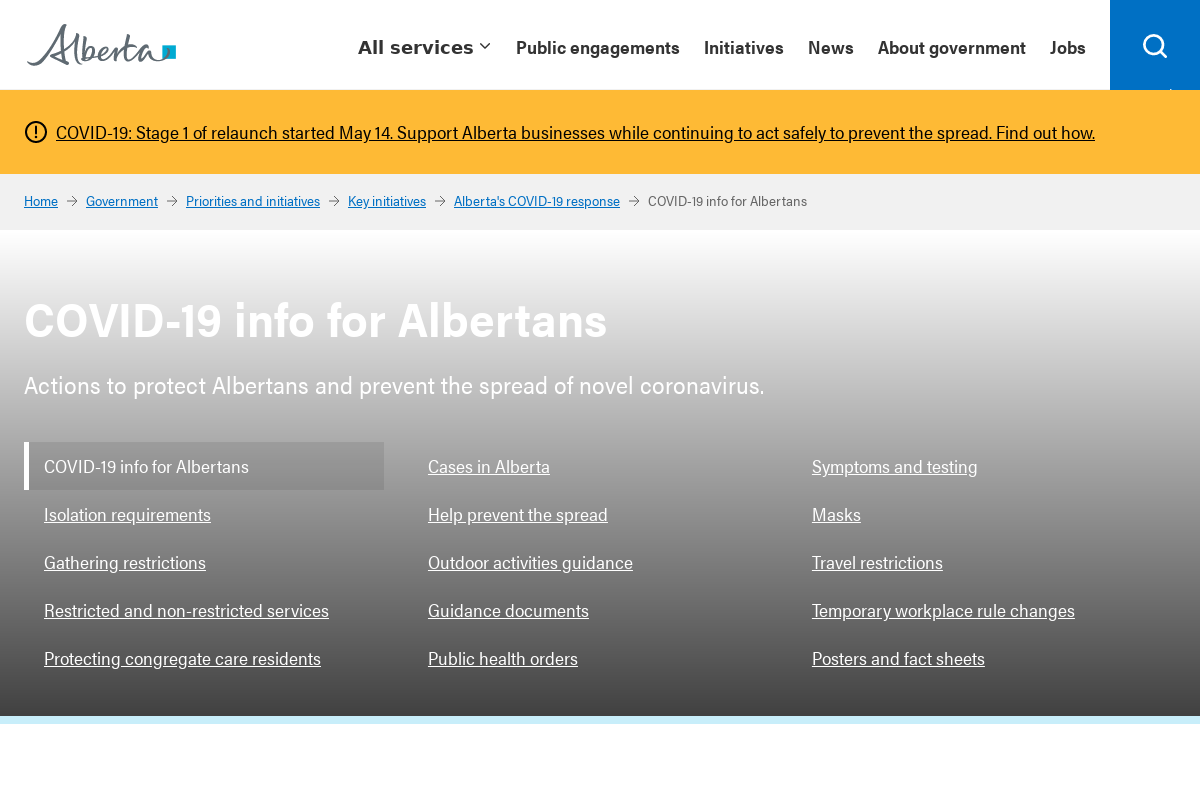 Alberta
All services
Public engagements
Initiatives
News
About government
Jobs
COVID-19: Stage 1 of relaunch started May 14. Support Alberta businesses while continuing to act safely to prevent the spread. Find out how.
Home
Government
Priorities and initiatives
Key initiatives
Alberta's COVID-19 response
COVID-19 info for Albertans
COVID-19 info for Albertans
Actions to protect Albertans and prevent the spread of novel coronavirus.
COVID-19 info for Albertans
Cases in Alberta
Symptoms and testing
Isolation requirements
Help prevent the spread
Masks
Gathering restrictions
Outdoor activities guidance
Travel restrictions
Restricted and non-restricted services
Guidance documents
Temporary workplace rule changes
Protecting congregate care residents
Public health orders
Posters and fact sheets